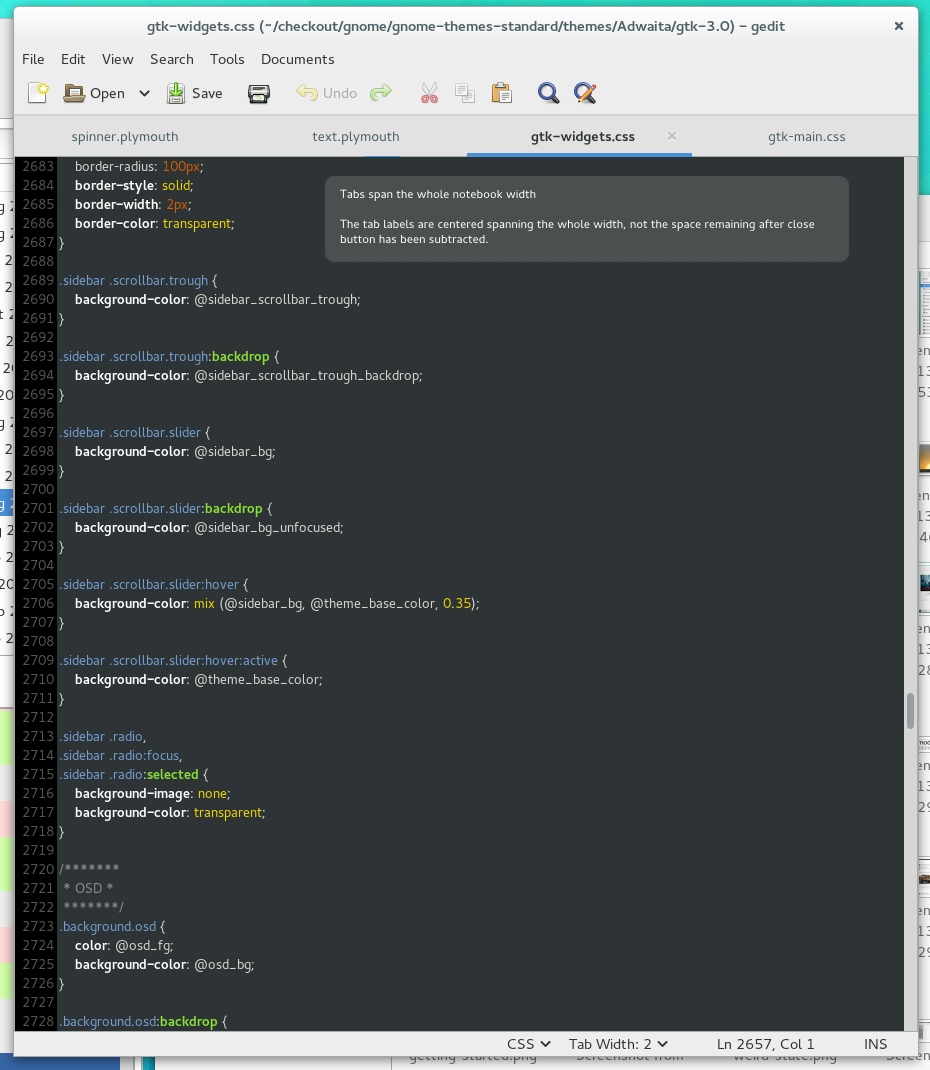 gtk-widgets.css (~/checkout/gnome/gnome-themes-standard/themes/Adwaita/gtk-3.0) - gedit
File Edit View Search Tools Documents
Open Save Undo
spinner.plymouth text.plymouth gtk-widgets.css gtk-main.css
2683 border-radius: 100px;
2684 border-style: solid;
2685 border-width: 2px;
2686 border-color: transparent;
2687 }
Tabs span the whole notebook width
The tab labels are centered spanning the whole width, not the space remaining after close
button has been subtracted.
2688
2689 .sidebar .scrollbar.trough {
2690 background-color: @sidebar_scrollbar_trough;
2691 }
2692
2693 .sidebar .scrollbar.trough:backdrop {
2694 background-color: @sidebar_scrollbar_trough_backdrop;
2695 }
2696
2697 .sidebar .scrollbar.slider {
2698 background-color: @sidebar_bg;
2699 }
2700
2701 .sidebar .scrollbar.slider:backdrop {
2702 background-color: @sidebar_bg_unfocused;
2703 }
2704
2705 .sidebar .scrollbar.slider:hover {
2706 background-color: mix (@sidebar_bg, @theme_base_color, 0.35);
2707 }
2708
2709 .sidebar .scrollbar.slider:hover:active {
2710 background-color: @theme_base_color;
2711 }
2712
2713 .sidebar .radio,
2714 .sidebar .radio:focus,
2715 .sidebar .radio:selected {
2716 background-image: none;
2717 background-color: transparent;
2718 }
2719
2720 /*******
2721 * OSD *
2722 *******/
2723 .background.osd {
2724 color: @osd_fg;
2725 background-color: @osd_bg;
2726 }
2727
2728 .background.osd:backdrop {
CSS Tab Width: 2 Ln 2657, Col 1 INS
getting-started.png Screenshot from weird-state.png